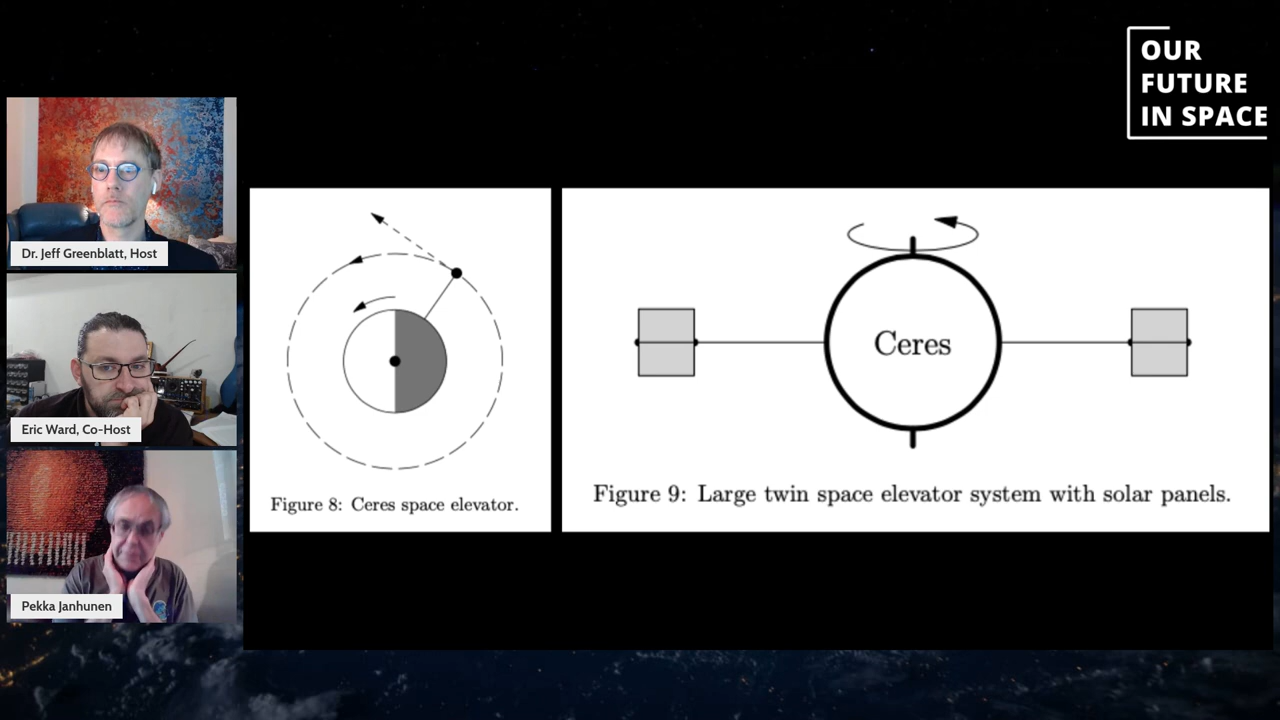 OUR
FUTURE
IN SPACE
Dr. Jeff Greenblatt, Host
Eric Ward, Co-Host
Pekka Janhunen
Figure 8: Ceres space elevator.
Ceres
Figure 9: Large twin space elevator system with solar panels.